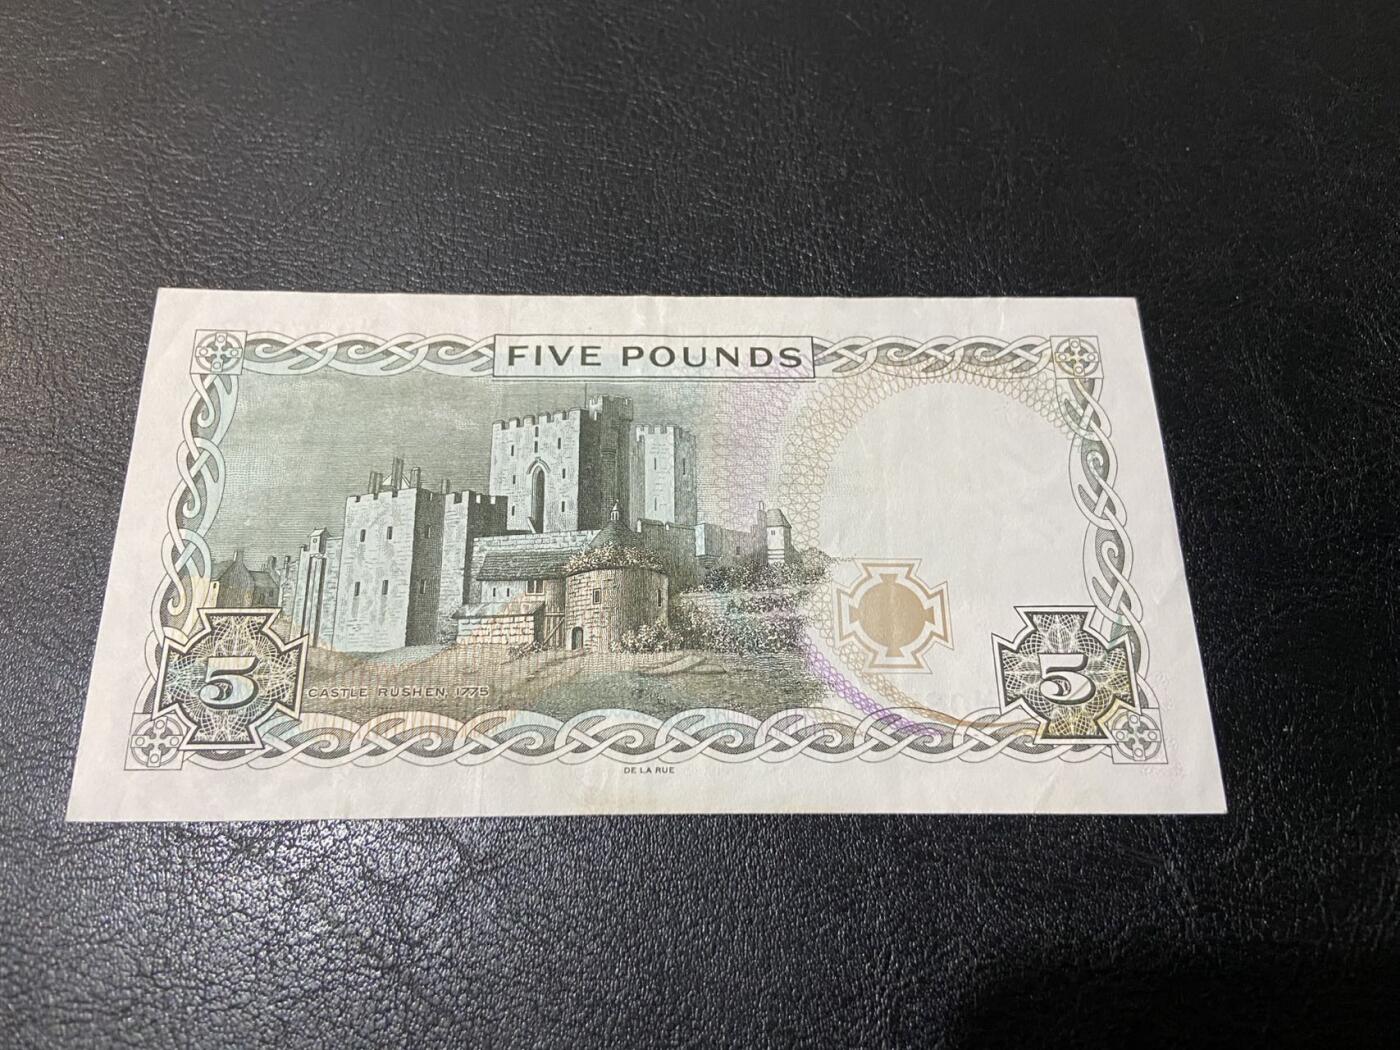 FIVE POUNDS
5
5
CASTLE RUSHEN, 1775
DE LA RUE